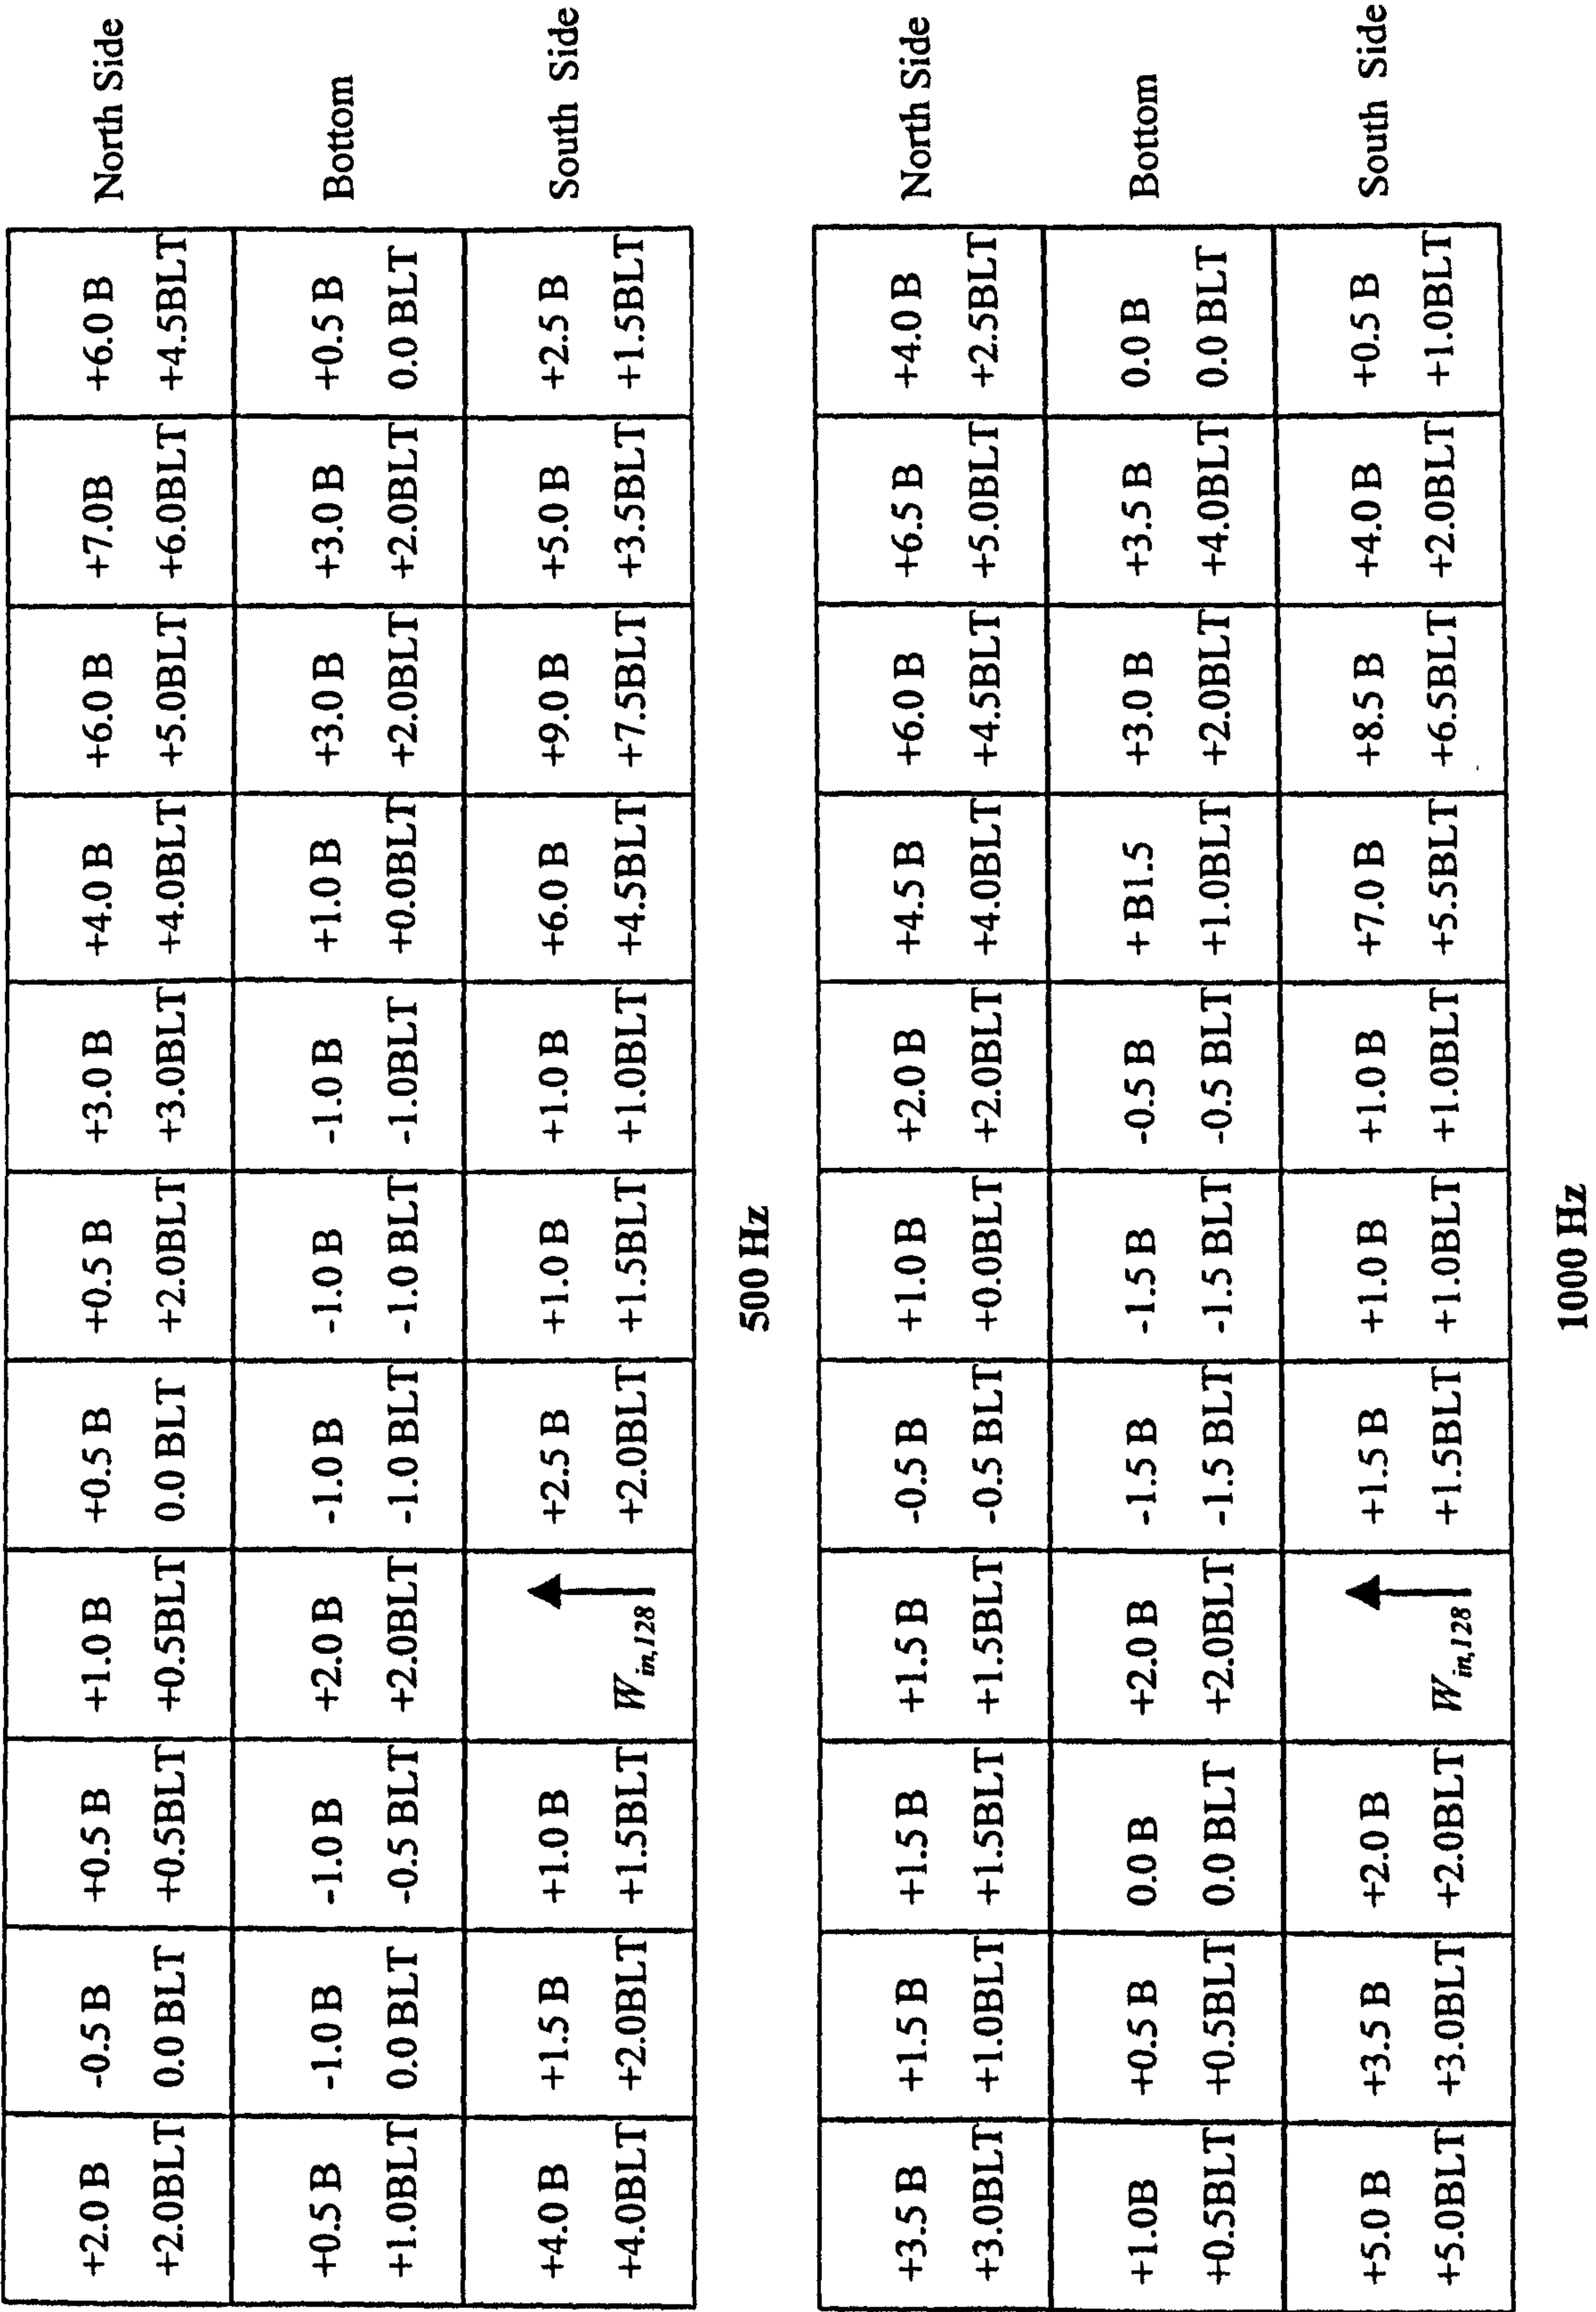 +2.0 B -0.5 B +0.5 B +1.0 B +0.5 B +0.5 B +3.0 B +4.0 B +6.0 B +7.0B +6.0 B North Side
+2.0BLT 0.0 BLT +0.5BLT +0.5BLT 0.0 BLT +2.0BLT +3.0BLT +4.0BLT +5.0BLT +6.0BLT +4.5BLT
+0.5 B -1.0 B -1.0 B +2.0 B -1.0 B -1.0 B -1.0 B +1.0 B +3.0 B +3.0 B +0.5 B Bottom
+1.0BLT 0.0 BLT -0.5 BLT +2.0BLT -1.0 BLT -1.0 BLT -1.0BLT +0.0BLT +2.0BLT +2.0BLT 0.0 BLT
+4.0 B +1.5 B +1.0 B +2.5 B +1.0 B +1.0 B +6.0 B +9.0 B +5.0 B +2.5 B South Side
+4.0BLT +2.0BLT +1.5BLT W_in,128 +2.0BLT +1.5BLT +1.0BLT +4.5BLT +7.5BLT +3.5BLT +1.5BLT
500 Hz
+3.5 B +1.5 B +1.5 B +1.5 B -0.5 B +1.0 B +2.0 B +4.5 B +6.0 B +6.5 B +4.0 B North Side
+3.0BLT +1.0BLT +1.5BLT +1.5BLT -0.5 BLT +0.0BLT +2.0BLT +4.0BLT +4.5BLT +5.0BLT +2.5BLT
+1.0B +0.5 B 0.0 B +2.0 B -1.5 B -1.5 B -0.5 B + B1.5 +3.0 B +3.5 B 0.0 B Bottom
+0.5BLT +0.5BLT 0.0 BLT +2.0BLT -1.5 BLT -1.5 BLT -0.5 BLT +1.0BLT +2.0BLT +4.0BLT 0.0 BLT
+5.0 B +3.5 B +2.0 B +1.5 B +1.0 B +1.0 B +7.0 B +8.5 B +4.0 B +0.5 B South Side
+5.0BLT +3.0BLT +2.0BLT W_in,128 +1.5BLT +1.0BLT +1.0BLT +5.5BLT +6.5BLT +2.0BLT +1.0BLT
1000 Hz